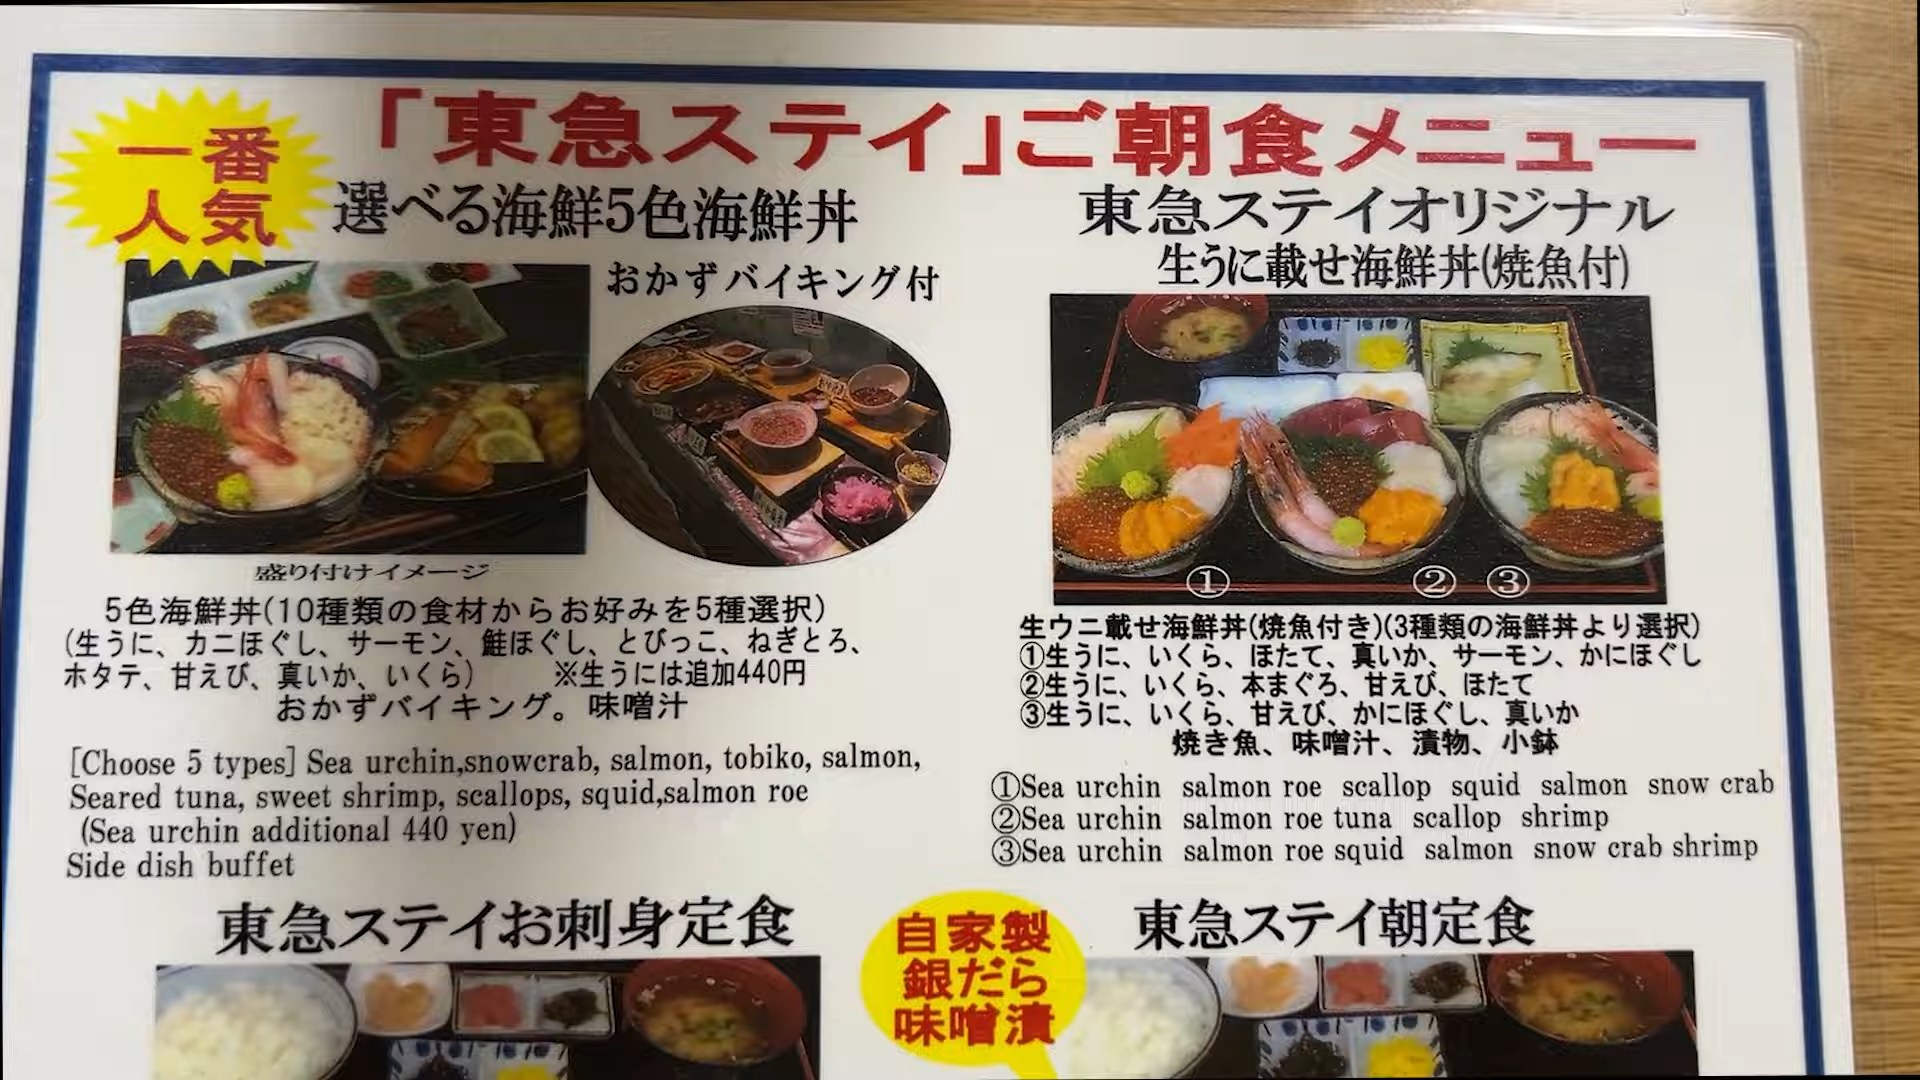 「東急ステイ」ご朝食メニュー
一番
人気
選べる海鮮5色海鮮丼
おかずバイキング付
盛り付けイメージ
5色海鮮丼(10種類の食材からお好みを5種選択)
(生うに、カニほぐし、サーモン、鮭ほぐし、とびっこ、ねぎとろ、
ホタテ、甘えび、真いか、いくら) ※生うには追加440円
おかずバイキング。味噌汁
[Choose 5 types] Sea urchin,snowcrab, salmon, tobiko, salmon,
Seared tuna, sweet shrimp, scallops, squid,salmon roe
(Sea urchin additional 440 yen)
Side dish buffet
東急ステイオリジナル
生うに載せ海鮮丼(焼魚付)
① ② ③
生ウニ載せ海鮮丼(焼魚付き)(3種類の海鮮丼より選択)
①生うに、いくら、ほたて、真いか、サーモン、かにほぐし
②生うに、いくら、本まぐろ、甘えび、ほたて
③生うに、いくら、甘えび、かにほぐし、真いか
焼き魚、味噌汁、漬物、小鉢
①Sea urchin salmon roe scallop squid salmon snow crab
②Sea urchin salmon roe tuna scallop shrimp
③Sea urchin salmon roe squid salmon snow crab shrimp
東急ステイお刺身定食
自家製
銀だら
味噌漬
東急ステイ朝定食